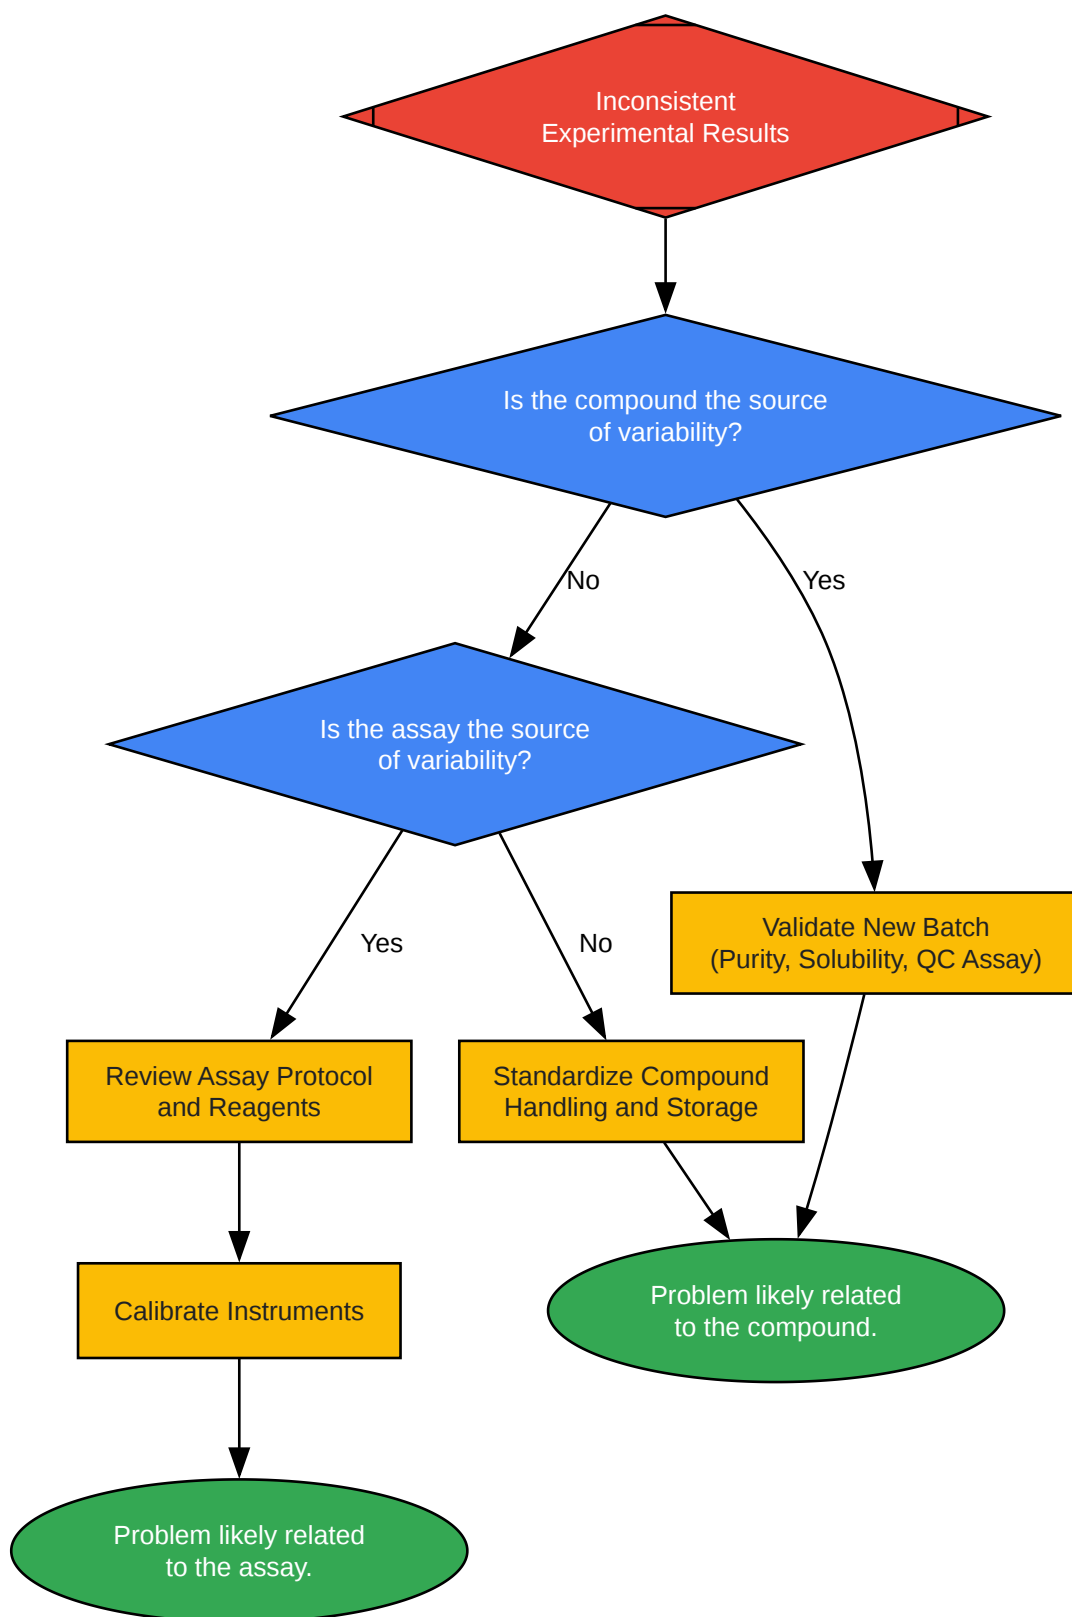 Inconsistent
Experimental Results
Is the compound the source
of variability?
No
Yes
Is the assay the source
of variability?
Yes
No
Validate New Batch
(Purity, Solubility, QC Assay)
Review Assay Protocol
and Reagents
Standardize Compound
Handling and Storage
Calibrate Instruments
Problem likely related
to the compound.
Problem likely related
to the assay.